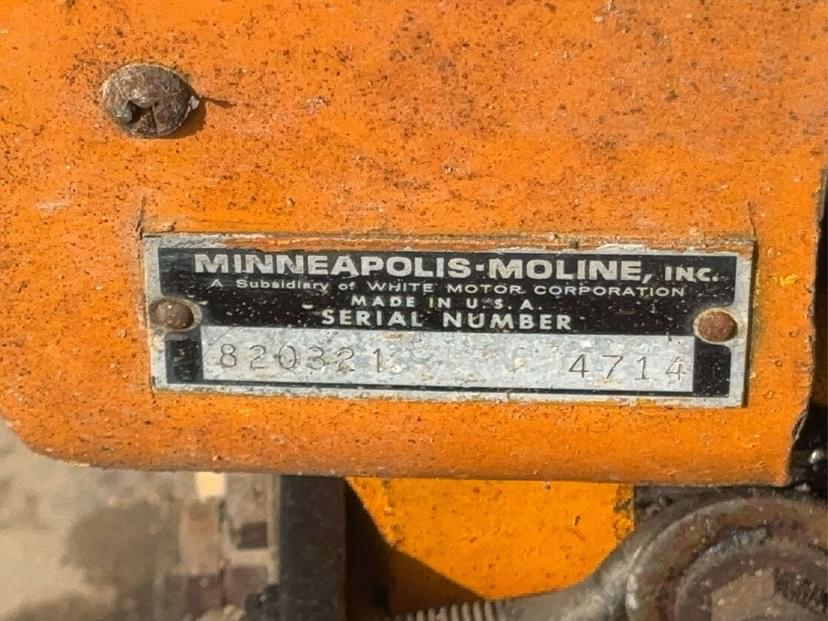 MINNEAPOLIS-MOLINE, INC.
A Subsidiary of WHITE MOTOR CORPORATION
MADE IN U.S.A.
SERIAL NUMBER
820321 4714